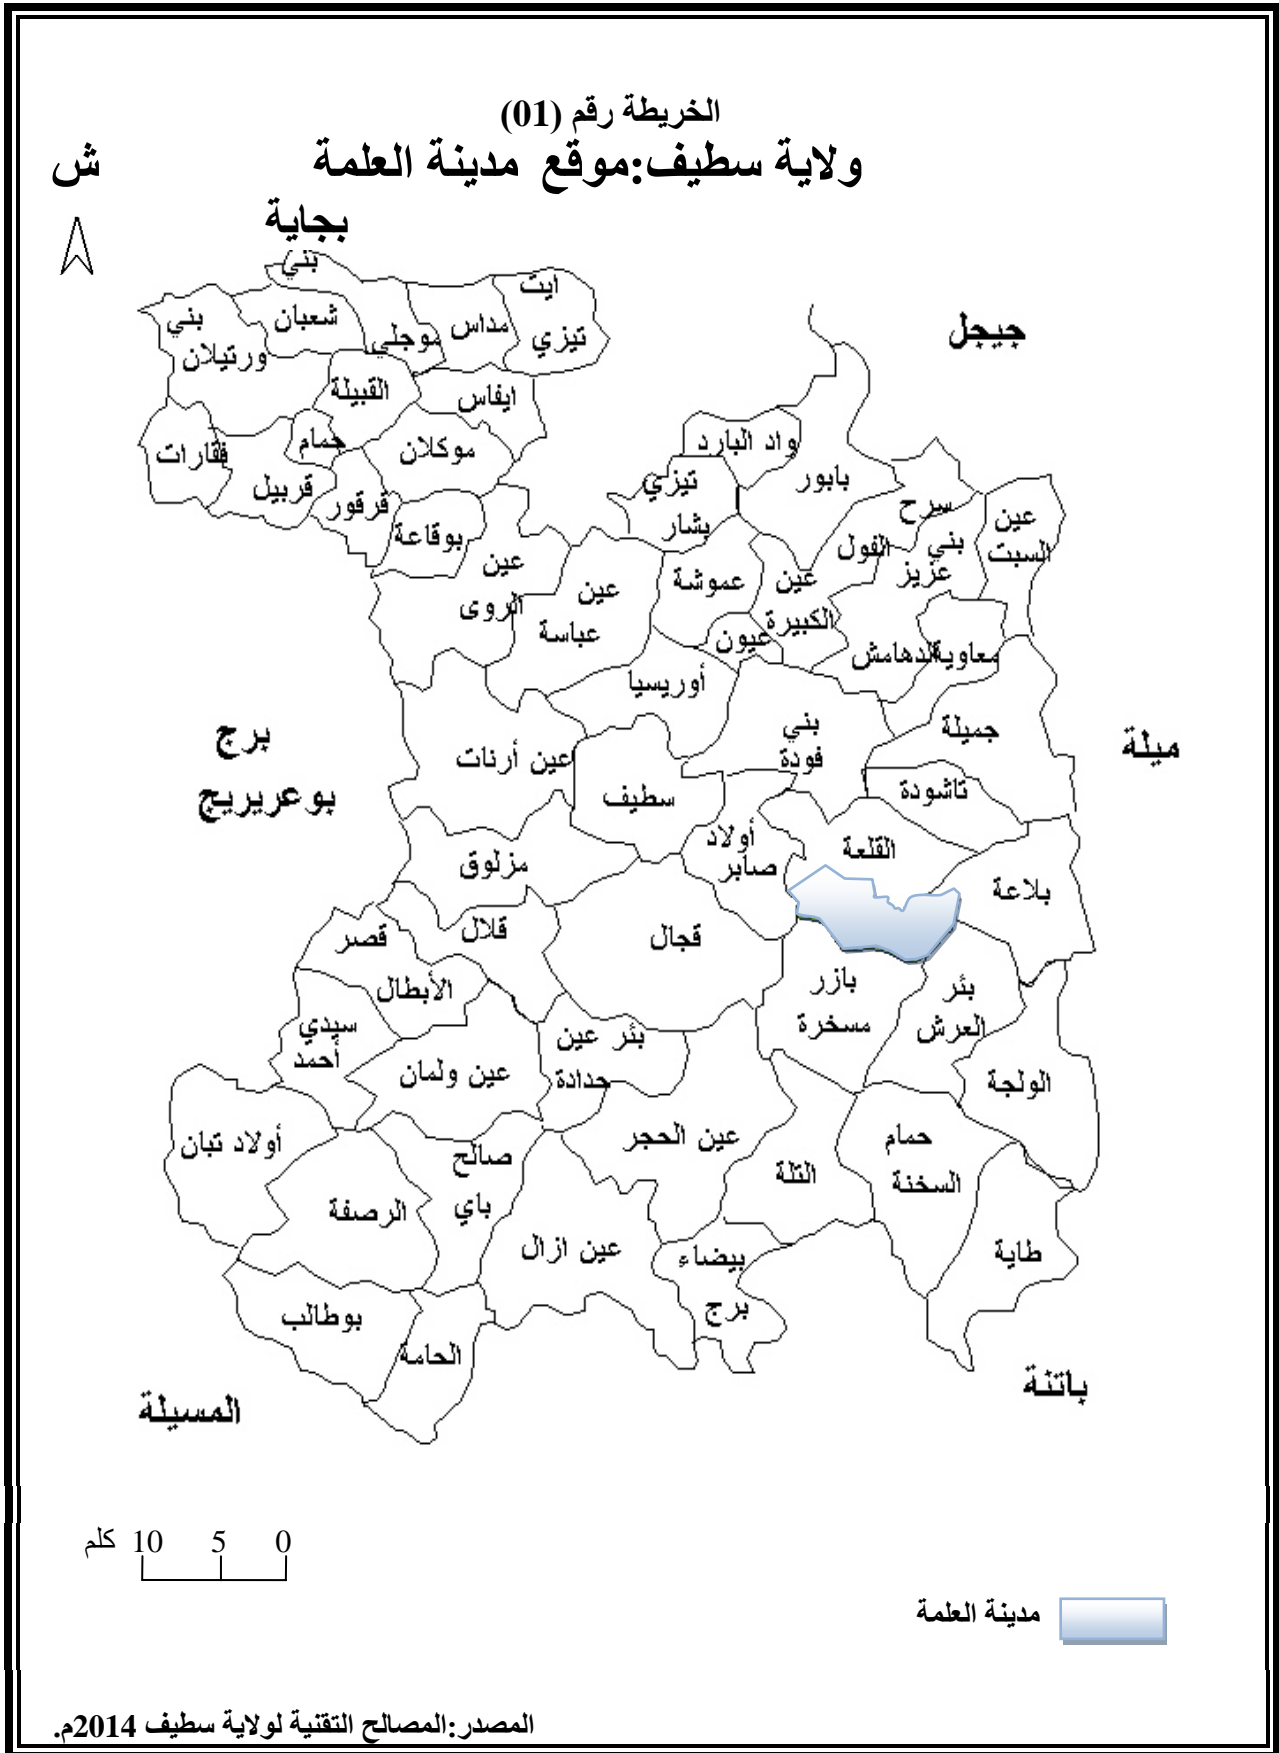 الخريطة رقم (01)
ولاية سطيف:موقع مدينة العلمة
ش
بجاية
جيجل
ميلة
برج
بوعريريج
باتنة
المسيلة
بني
شعبان
موجلي
مداس
ايت
تيزي
بني
ورتيلان
القبيلة
ايفاس
حمام
موكلان
فقارات
قربيل
قرقور
بوقاعة
واد البارد
تيزي
بشار
بابور
سرح
الفول
بني
عزيز
عين
السبت
عين
الروى
عين
عباسة
عموشة
عين
الكبيرة
عيون
الدهامش
معاوية
أوريسيا
جميلة
بني
فودة
عين أرنات
سطيف
تاشودة
أولاد
صابر
القلعة
بلاعة
مزلوق
قلال
قصر
الأبطال
قجال
بازر
مسخرة
بئر
العرش
سيدي
أحمد
بئر عين
حدادة
عين ولمان
الولجة
أولاد تبان
صالح
باي
عين الحجر
حمام
السخنة
التلة
الرصفة
عين ازال
بيضاء
برج
طاية
بوطالب
الحامة
0 5 10 كلم
مدينة العلمة
المصدر:المصالح التقنية لولاية سطيف 2014م.